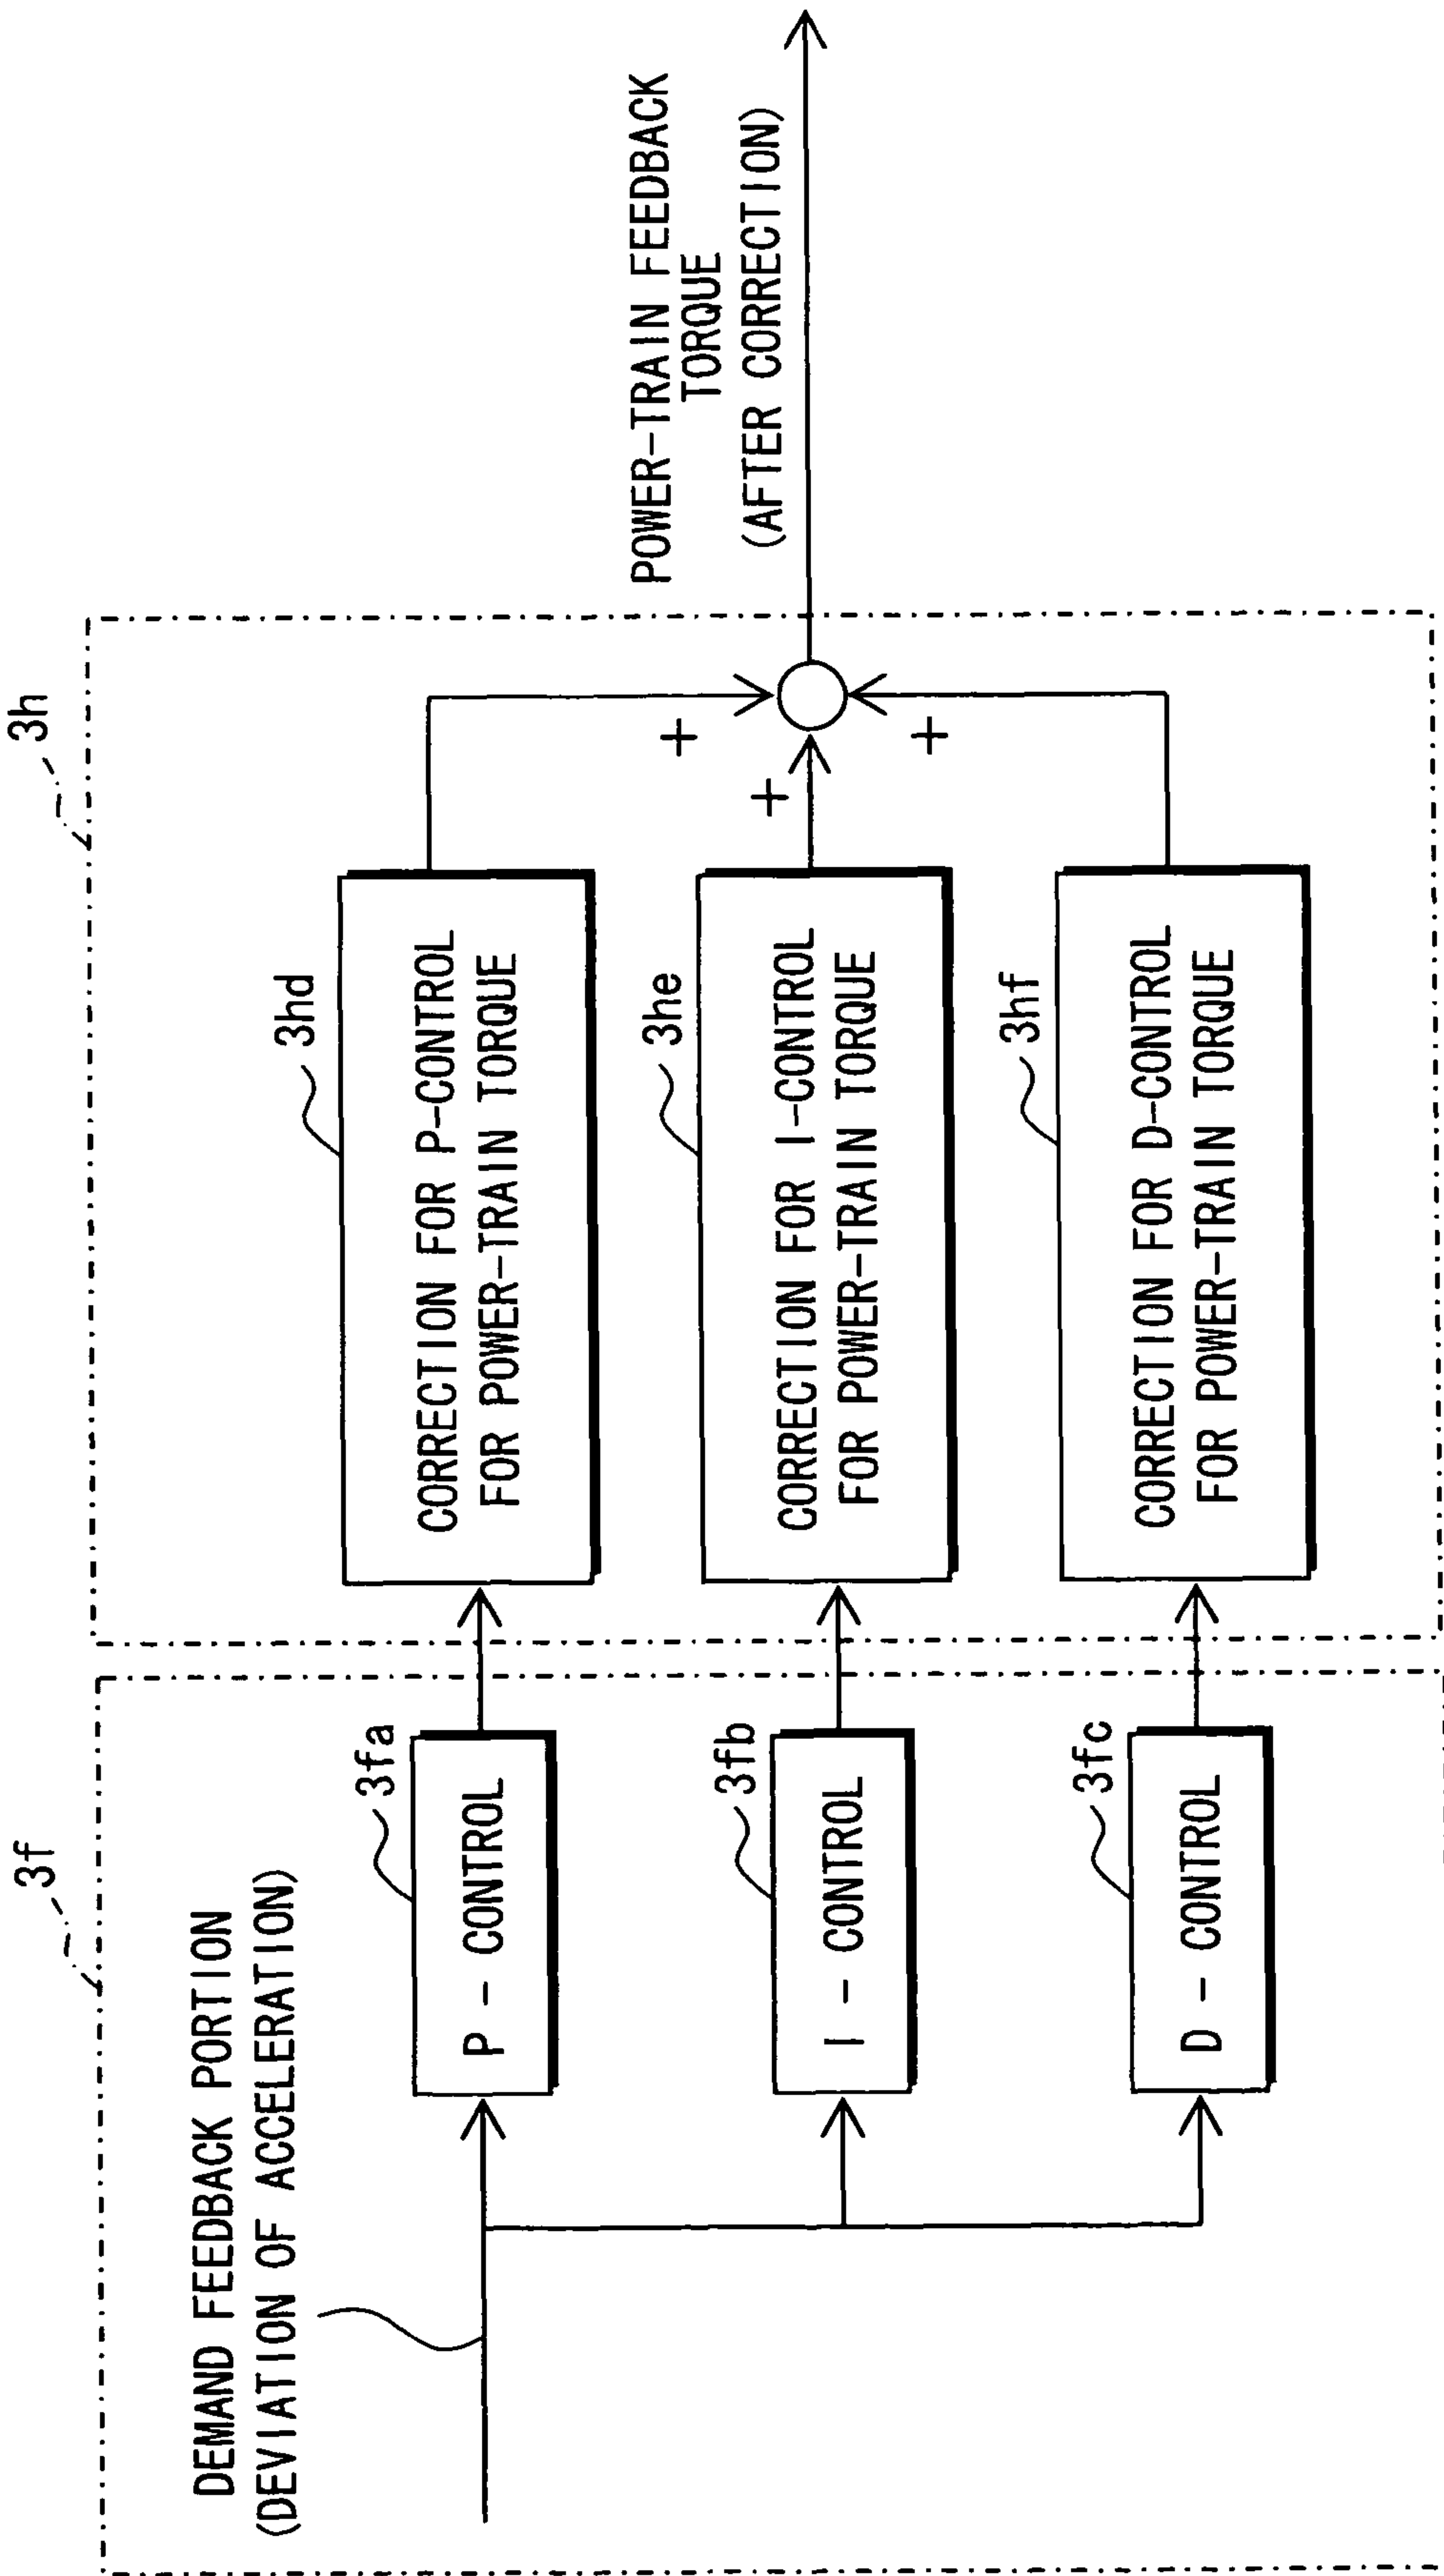 3f
DEMAND FEEDBACK PORTION
(DEVIATION OF ACCELERATION)
3fa
P - CONTROL
3fb
I - CONTROL
3fc
D - CONTROL
3h
3hd
CORRECTION FOR P-CONTROL
FOR POWER-TRAIN TORQUE
3he
CORRECTION FOR I-CONTROL
FOR POWER-TRAIN TORQUE
3hf
CORRECTION FOR D-CONTROL
FOR POWER-TRAIN TORQUE
+
+
+
POWER-TRAIN FEEDBACK
TORQUE
(AFTER CORRECTION)